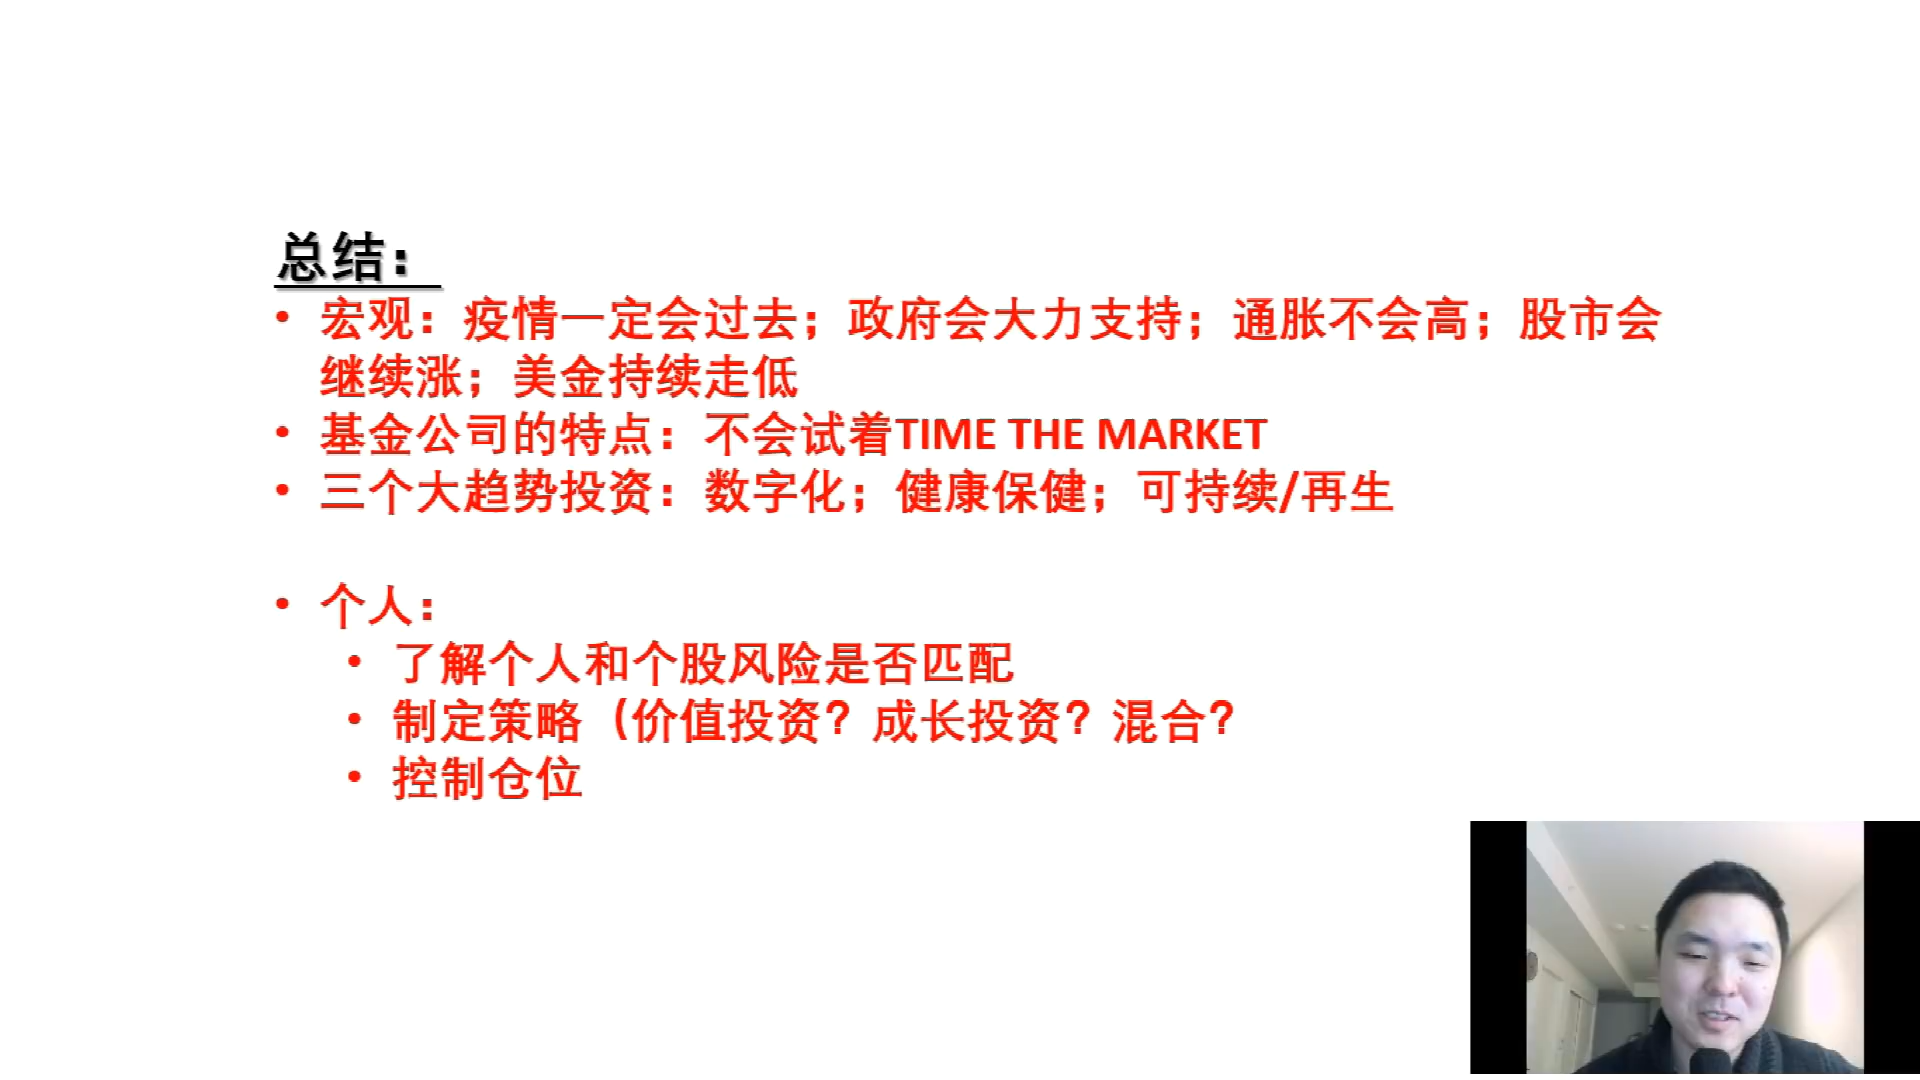 总结：
• 宏观：疫情一定会过去；政府会大力支持；通胀不会高；股市会
继续涨；美金持续走低
• 基金公司的特点：不会试着TIME THE MARKET
• 三个大趋势投资：数字化；健康保健；可持续/再生
• 个人：
• 了解个人和个股风险是否匹配
• 制定策略（价值投资？成长投资？混合？
• 控制仓位